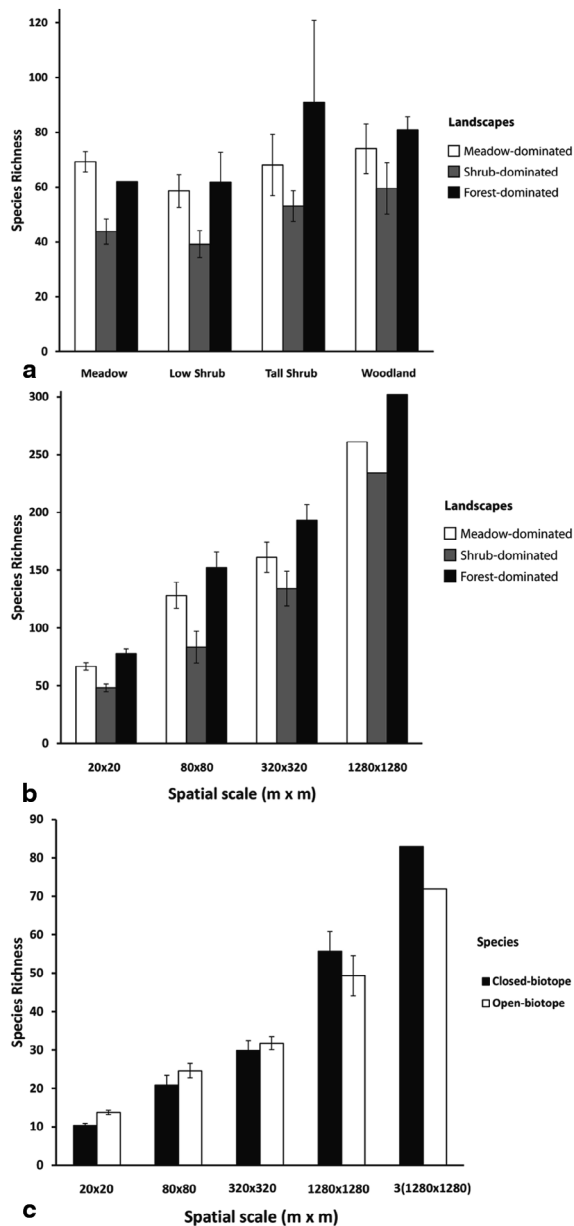 120
100
80
60
40
20
0
Species Richness
Landscapes
Meadow-dominated
Shrub-dominated
Forest-dominated
Meadow Low Shrub Tall Shrub Woodland
a
300
250
200
150
100
50
0
Species Richness
Landscapes
Meadow-dominated
Shrub-dominated
Forest-dominated
20x20 80x80 320x320 1280x1280
Spatial scale (m x m)
b
90
80
70
60
50
40
30
20
10
0
Species Richness
Species
Closed-biotope
Open-biotope
20x20 80x80 320x320 1280x1280 3(1280x1280)
Spatial scale (m x m)
c